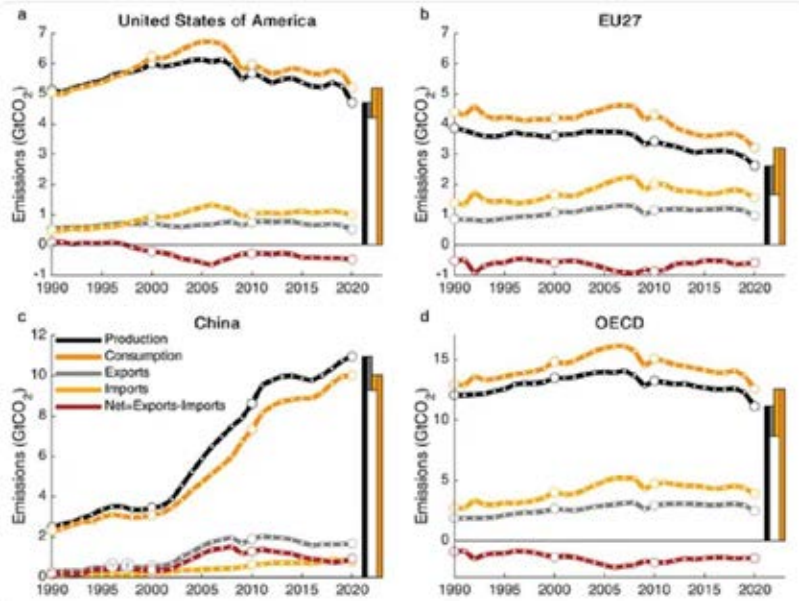 a
United States of America
7
6
5
4
3
2
1
0
-1
Emissions (GtCO2)
1990 1995 2000 2005 2010 2015 2020
b
EU27
7
6
5
4
3
2
1
0
-1
Emissions (GtCO2)
1990 1995 2000 2005 2010 2015 2020
c
China
12
10
8
6
4
2
0
Emissions (GtCO2)
Production
Consumption
Exports
Imports
Net=Exports-Imports
1990 1995 2000 2005 2010 2015 2020
d
OECD
15
10
5
0
Emissions (GtCO2)
1990 1995 2000 2005 2010 2015 2020